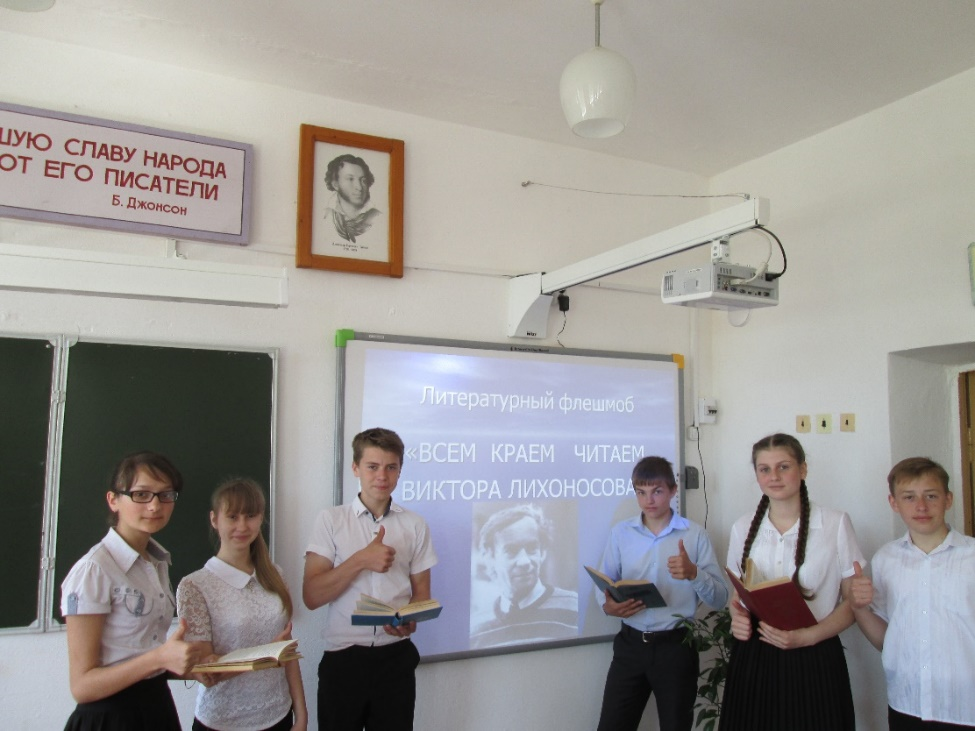 ШУЮ СЛАВУ НАРОДА
ОТ ЕГО ПИСАТЕЛИ
Б. Джонсон
Литературный флешмоб
«ВСЕМ КРАЕМ ЧИТАЕМ
ВИКТОРА ЛИХОНОСОВА